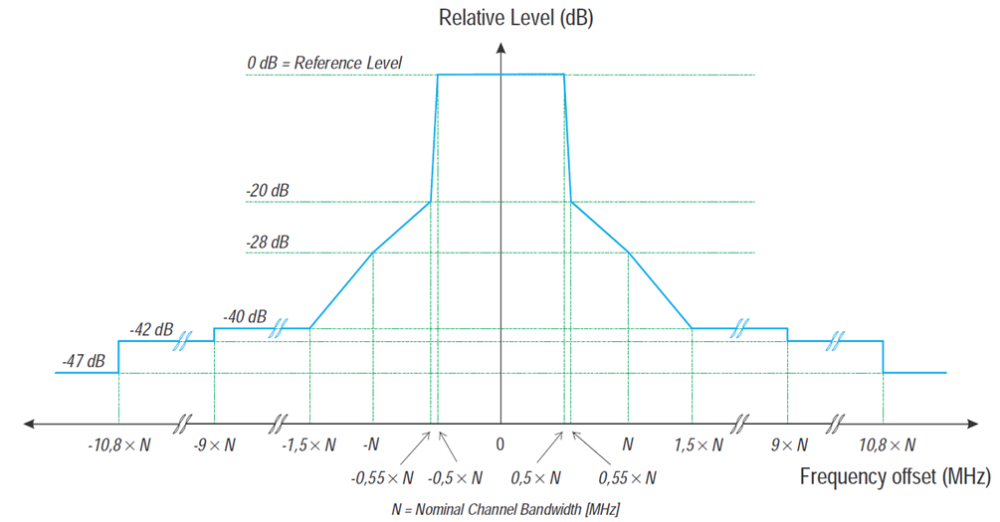 Relative Level (dB)
0 dB = Reference Level
-20 dB
-28 dB
-40 dB
-42 dB
-47 dB
-10,8 × N -9 × N -1,5 × N -N 0 N 1,5 × N 9 × N 10,8 × N
-0,55 × N -0,5 × N 0,5 × N 0,55 × N
Frequency offset (MHz)
N = Nominal Channel Bandwidth [MHz]